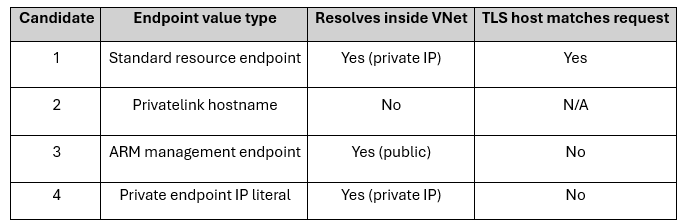 Candidate Endpoint value type Resolves inside VNet TLS host matches request
1 Standard resource endpoint Yes (private IP) Yes
2 Privatelink hostname No N/A
3 ARM management endpoint Yes (public) No
4 Private endpoint IP literal Yes (private IP) No